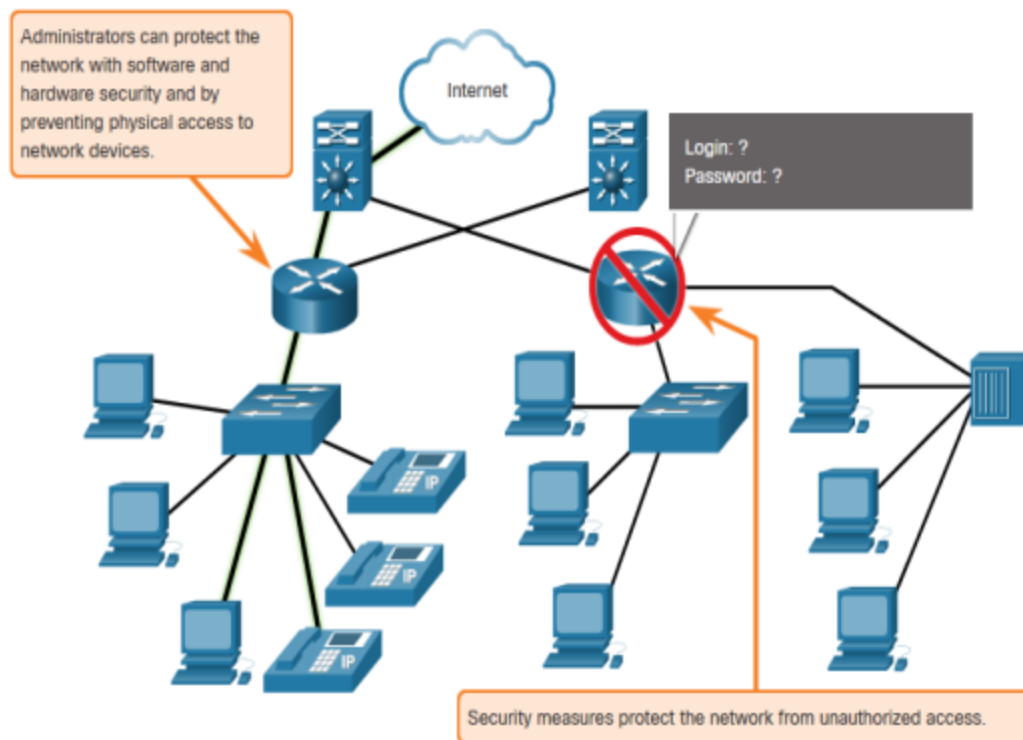 Administrators can protect the
network with software and
hardware security and by
preventing physical access to
network devices.
Internet
Login: ?
Password: ?
IP
IP
IP
Security measures protect the network from unauthorized access.